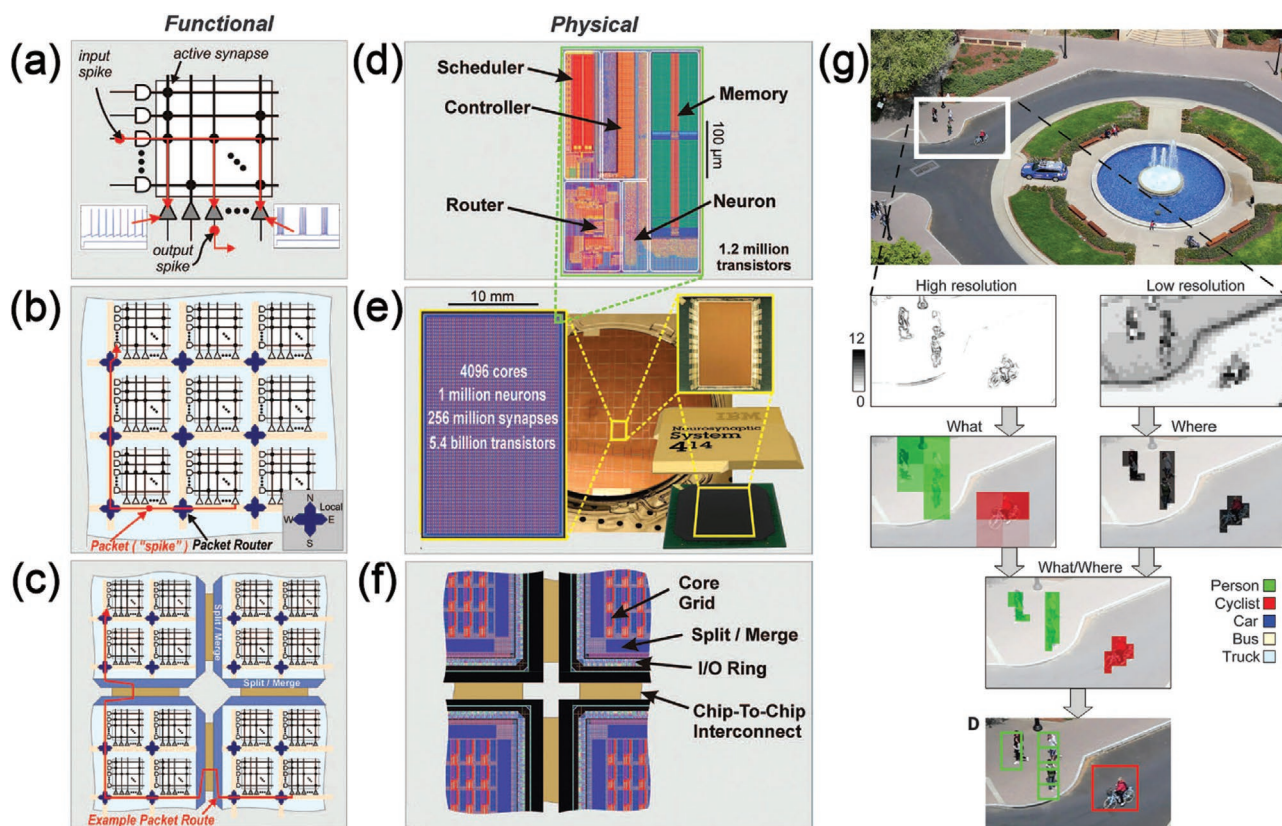 Functional
Physical
(a)
input
spike
active synapse
output
spike
(b)
Packet ("spike")
Packet Router
N
Local
W
E
S
(c)
Split / Merge
Split / Merge
Example Packet Route
(d)
Scheduler
Controller
Router
Memory
100 µm
Neuron
1.2 million
transistors
(e)
10 mm
4096 cores
1 million neurons
256 million synapses
5.4 billion transistors
IBM
Neurosynaptic
System
414
(f)
Core
Grid
Split / Merge
I/O Ring
Chip-To-Chip
Interconnect
(g)
High resolution
Low resolution
12
0
What
Where
What/Where
Person
Cyclist
Car
Bus
Truck
D